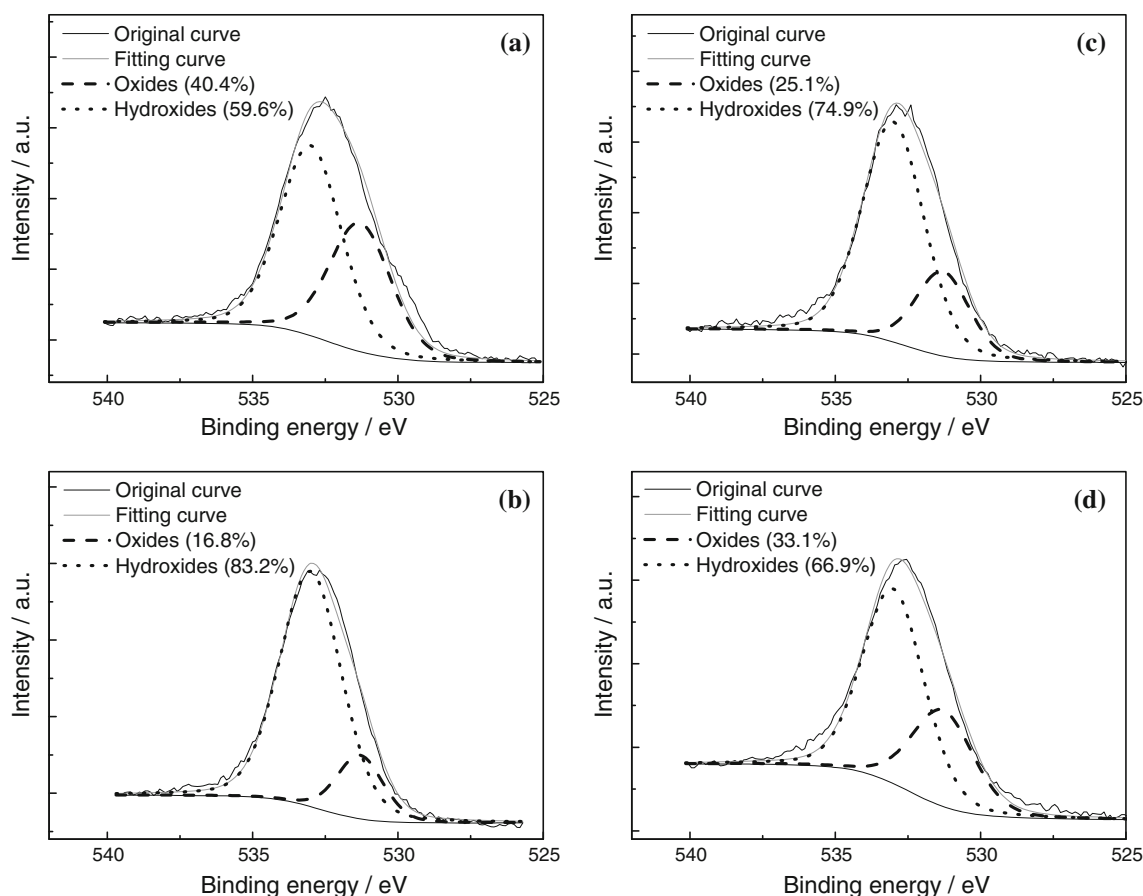 (a)
Original curve
Fitting curve
Oxides (40.4%)
Hydroxides (59.6%)
Intensity / a.u.
540 535 530 525
Binding energy / eV
(c)
Original curve
Fitting curve
Oxides (25.1%)
Hydroxides (74.9%)
Intensity / a.u.
540 535 530 525
Binding energy / eV
(b)
Original curve
Fitting curve
Oxides (16.8%)
Hydroxides (83.2%)
Intensity / a.u.
540 535 530 525
Binding energy / eV
(d)
Original curve
Fitting curve
Oxides (33.1%)
Hydroxides (66.9%)
Intensity / a.u.
540 535 530 525
Binding energy / eV